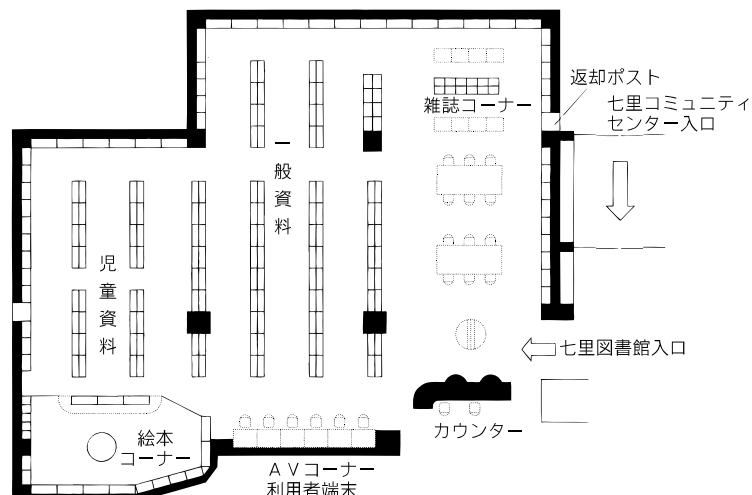 返却ポスト
七里コミュニティ
センター入口
雑誌コーナー
一般資料
児童資料
七里図書館入口
カウンター
絵本
コーナー
AVコーナー
利用者端末